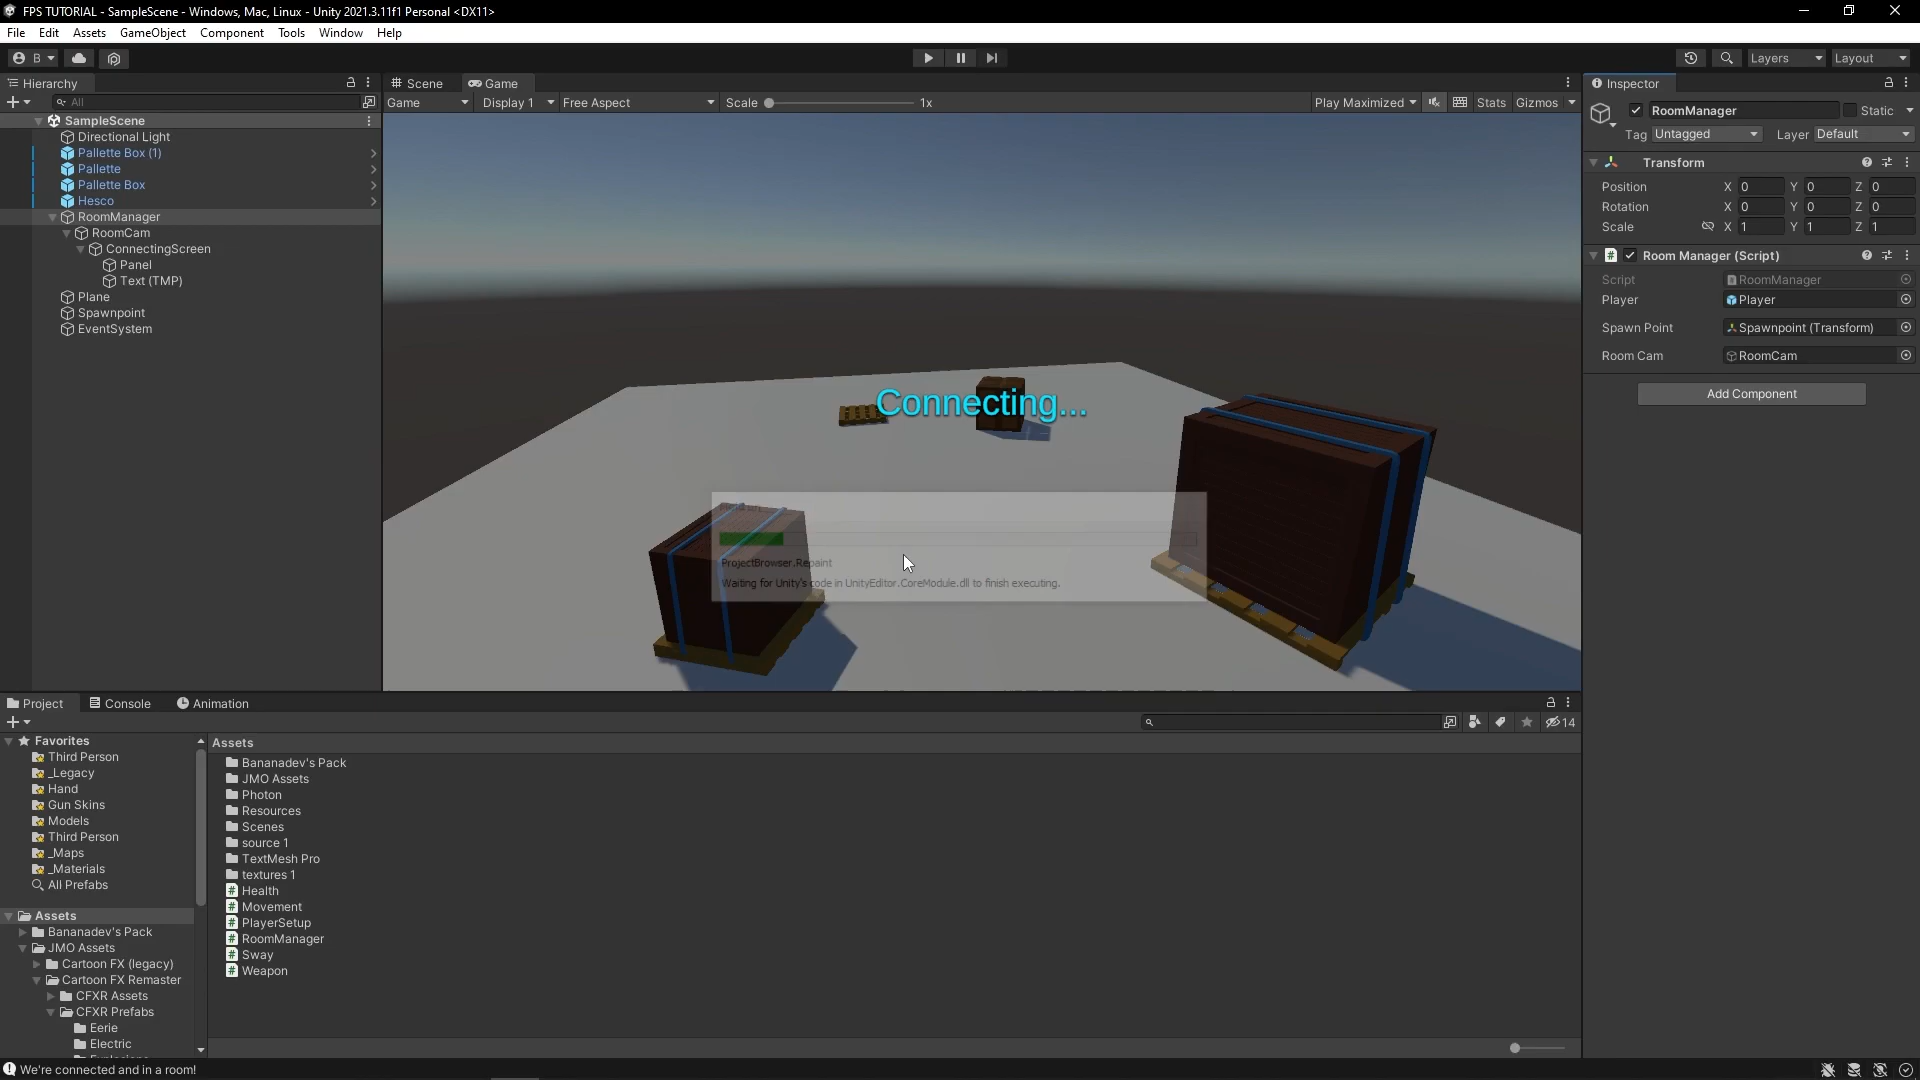 FPS TUTORIAL - SampleScene - Windows, Mac, Linux - Unity 2021.3.11f1 Personal <DX11>
File Edit Assets GameObject Component Tools Window Help
B Layers Layout
Hierarchy
All
SampleScene
Directional Light
Pallette Box (1)
Pallette
Pallette Box
Hesco
RoomManager
RoomCam
ConnectingScreen
Panel
Text (TMP)
Plane
Spawnpoint
EventSystem
Scene Game
Game Display 1 Free Aspect Scale 1x Play Maximized Stats Gizmos
Connecting...
ProjectBrowser.Repaint
Waiting for Unity's code in UnityEditor.CoreModule.dll to finish executing.
Inspector
RoomManager Static
Tag Untagged Layer Default
Transform
Position X 0 Y 0 Z 0
Rotation X 0 Y 0 Z 0
Scale X 1 Y 1 Z 1
# Room Manager (Script)
Script RoomManager
Player Player
Spawn Point Spawnpoint (Transform)
Room Cam RoomCam
Add Component
Project Console Animation
14
Favorites
Third Person
_Legacy
Hand
Gun Skins
Models
Third Person
_Maps
_Materials
All Prefabs
Assets
Bananadev's Pack
JMO Assets
Cartoon FX (legacy)
Cartoon FX Remaster
CFXR Assets
CFXR Prefabs
Eerie
Electric
Assets
Bananadev's Pack
JMO Assets
Photon
Resources
Scenes
source 1
TextMesh Pro
textures 1
# Health
# Movement
# PlayerSetup
# RoomManager
# Sway
# Weapon
We're connected and in a room!